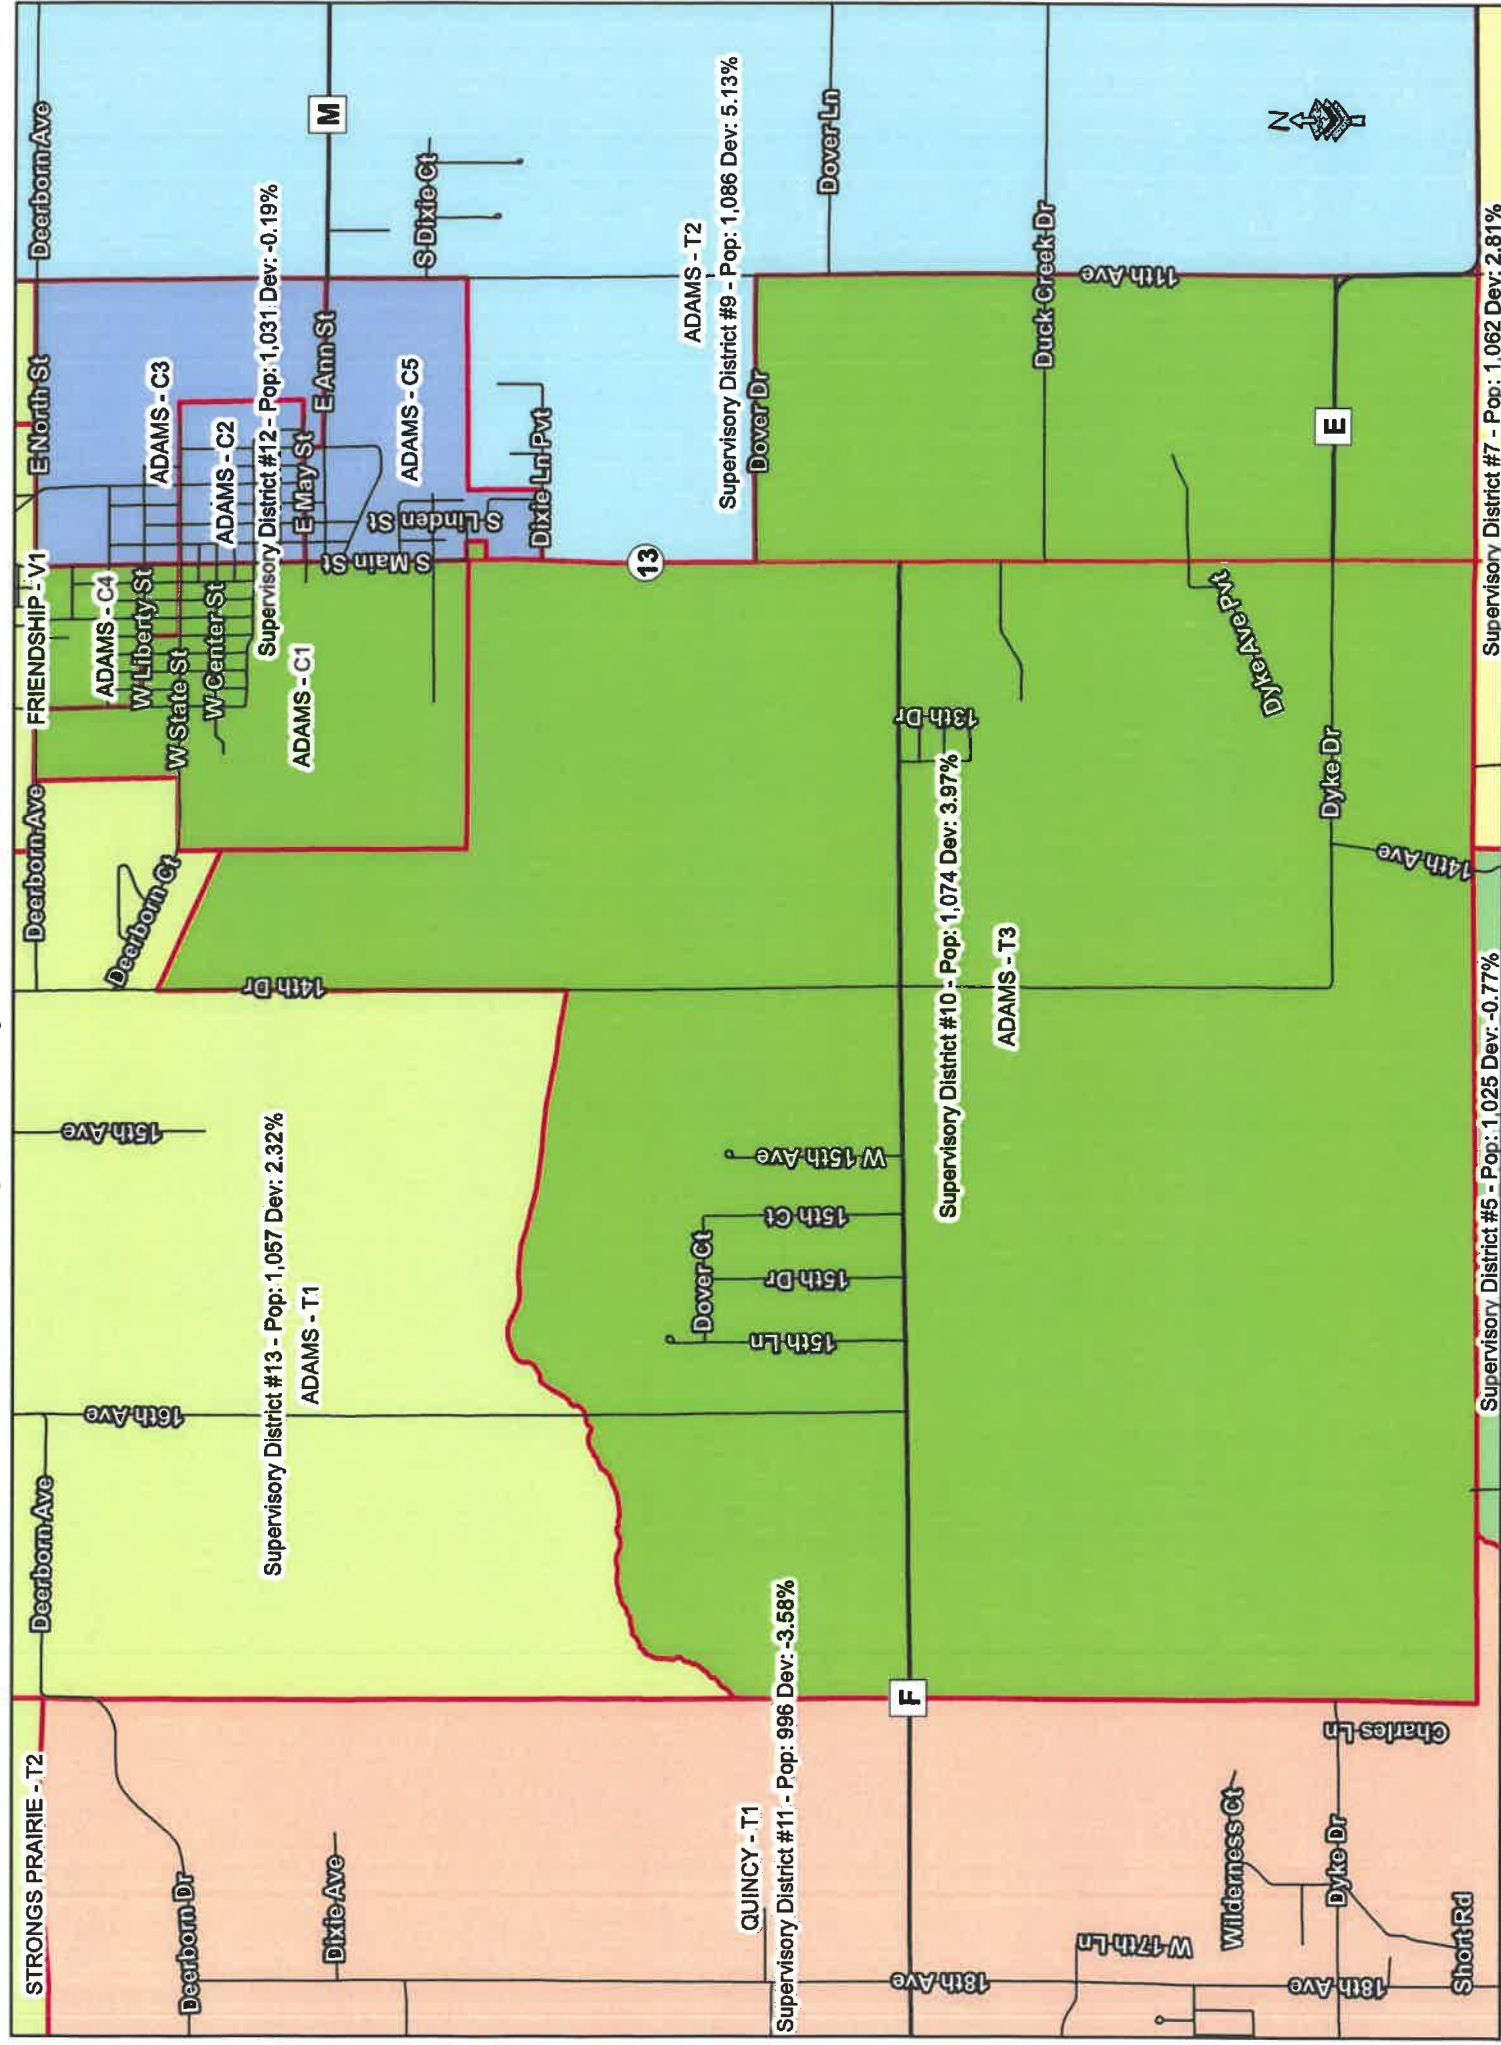 STRONGS PRAIRIE - T2
Deerborn Ave
Deerborn Ave
FRIENDSHIP - V1
E North St
Deerborn Ave
Deerborn Dr
16th Ave
15th Ave
Deerborn Ct
ADAMS - C4
W Liberty St
ADAMS - C3
W State St
W Center St
ADAMS - C2
Supervisory District #13 - Pop: 1,057 Dev: 2.32%
ADAMS - T1
14th Dr
Supervisory District #12 - Pop: 1,031 Dev: -0.19%
ADAMS - C1
E May St
E Ann St
M
Dixie Ave
S Main St
S Linden St
ADAMS - C5
S Dixie Ct
Dixie Ln Pvt
13
ADAMS - T2
Supervisory District #9 - Pop: 1,086 Dev: 5.13%
QUINCY - T1
Supervisory District #11 - Pop: 996 Dev: -3.58%
Dover Ct
15th Ln
15th Dr
15th Ct
W 15th Ave
Dover Dr
Dover Ln
F
18th Ave
13th Dr
Supervisory District #10 - Pop: 1,074 Dev: 3.97%
ADAMS - T3
Duck Creek Dr
11th Ave
W 17th Ln
Wilderness Ct
Dyke Ave Pvt
N
Dyke Dr
Charles Ln
Dyke Dr
E
18th Ave
14th Ave
Short Rd
Supervisory District #5 - Pop: 1,025 Dev: -0.77%
Supervisory District #7 - Pop: 1,062 Dev: 2.81%